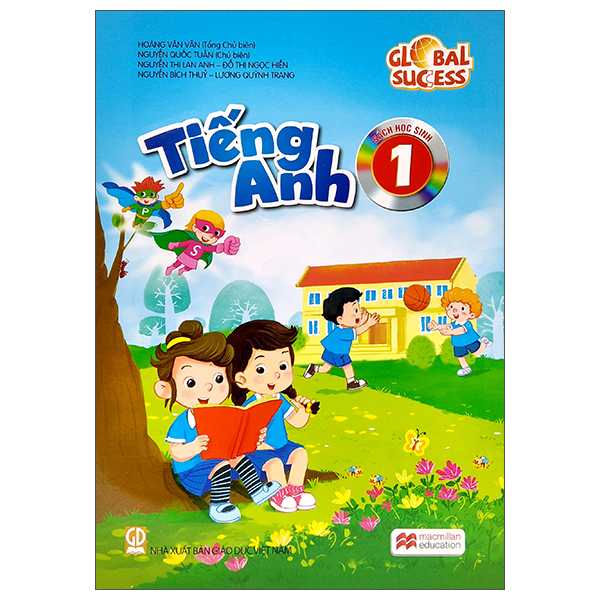 HOÀNG VĂN VÂN (Tổng Chủ biên)
NGUYỄN QUỐC TUẤN (Chủ biên)
NGUYỄN THỊ LAN ANH – ĐỖ THỊ NGỌC HIỀN
NGUYỄN BÍCH THUỶ – LƯƠNG QUỲNH TRANG
GLOBAL
SUCCESS
Tiếng
Anh
SÁCH HỌC SINH
1
P
S
GD
NHÀ XUẤT BẢN GIÁO DỤC VIỆT NAM
macmillan
education